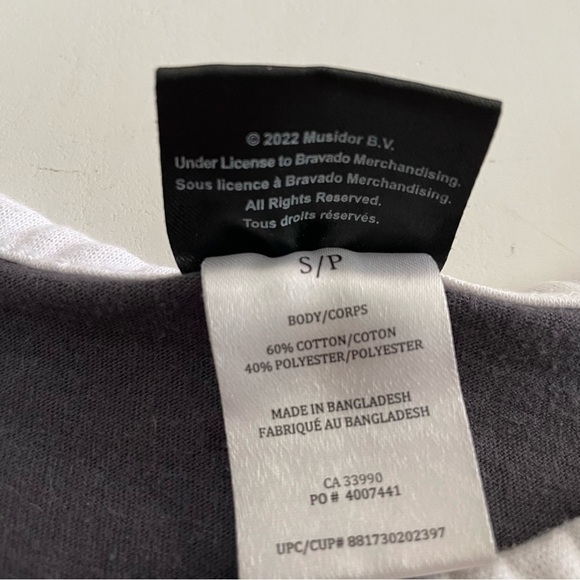 © 2022 Musidor B.V.
Under License to Bravado Merchandising.
Sous licence à Bravado Merchandising.
All Rights Reserved.
Tous droits réservés.
S/P
BODY/CORPS
60% COTTON/COTON
40% POLYESTER/POLYESTER
MADE IN BANGLADESH
FABRIQUÉ AU BANGLADESH
CA 33990
PO # 4007441
UPC/CUP# 881730202397